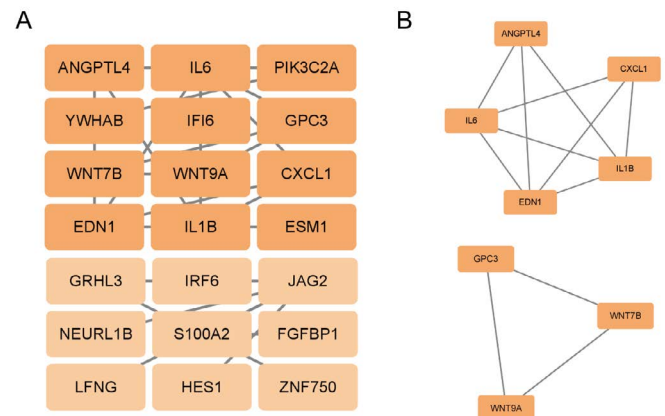 A
ANGPTL4 IL6 PIK3C2A
YWHAB IFI6 GPC3
WNT7B WNT9A CXCL1
EDN1 IL1B ESM1
GRHL3 IRF6 JAG2
NEURL1B S100A2 FGFBP1
LFNG HES1 ZNF750
B
ANGPTL4
CXCL1
IL6
IL1B
EDN1
GPC3
WNT7B
WNT9A